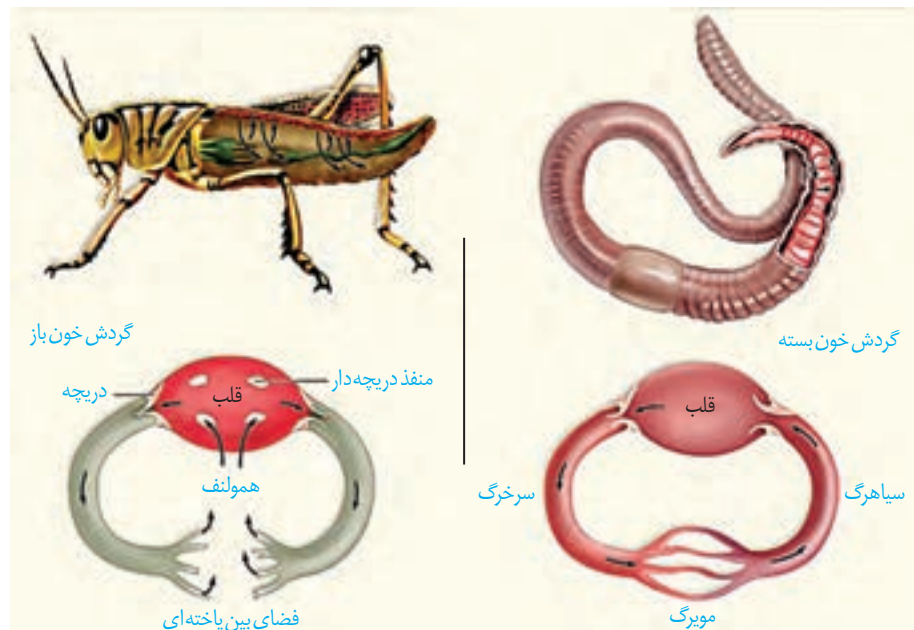 گردش خون بسته
قلب
سیاهرگ
سرخرگ
مویرگ
گردش خون باز
منفذ دریچه‌دار
دریچه
قلب
همولنف
فضای بین یاخته‌ای